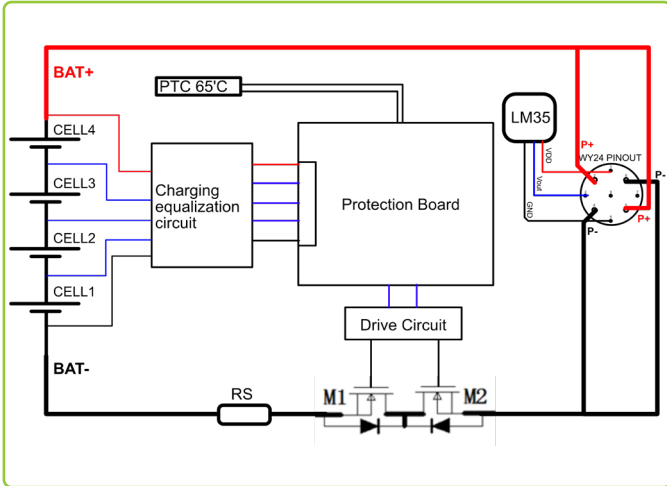 BAT+
PTC 65'C
LM35
CELL4
VDD
Vout
GND
P+
WY24 PINOUT
P-
CELL3
Charging
equalization
circuit
Protection Board
CELL2
P-
P+
CELL1
Drive Circuit
BAT-
RS
M1
M2